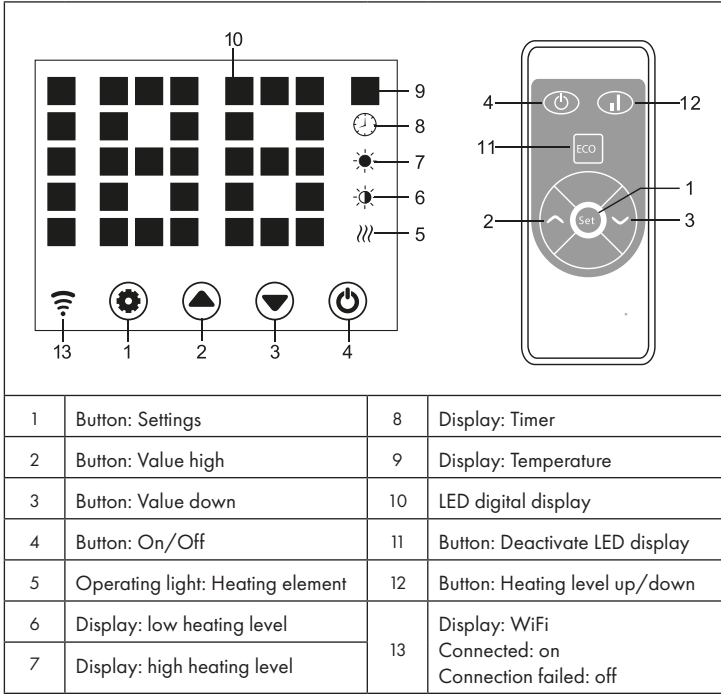 10
9
8
7
6
5
13
1
2
3
4
4
12
11
ECO
1
2
Set
3
1 Button: Settings
2 Button: Value high
3 Button: Value down
4 Button: On/Off
5 Operating light: Heating element
6 Display: low heating level
7 Display: high heating level
8 Display: Timer
9 Display: Temperature
10 LED digital display
11 Button: Deactivate LED display
12 Button: Heating level up/down
13 Display: WiFi
Connected: on
Connection failed: off